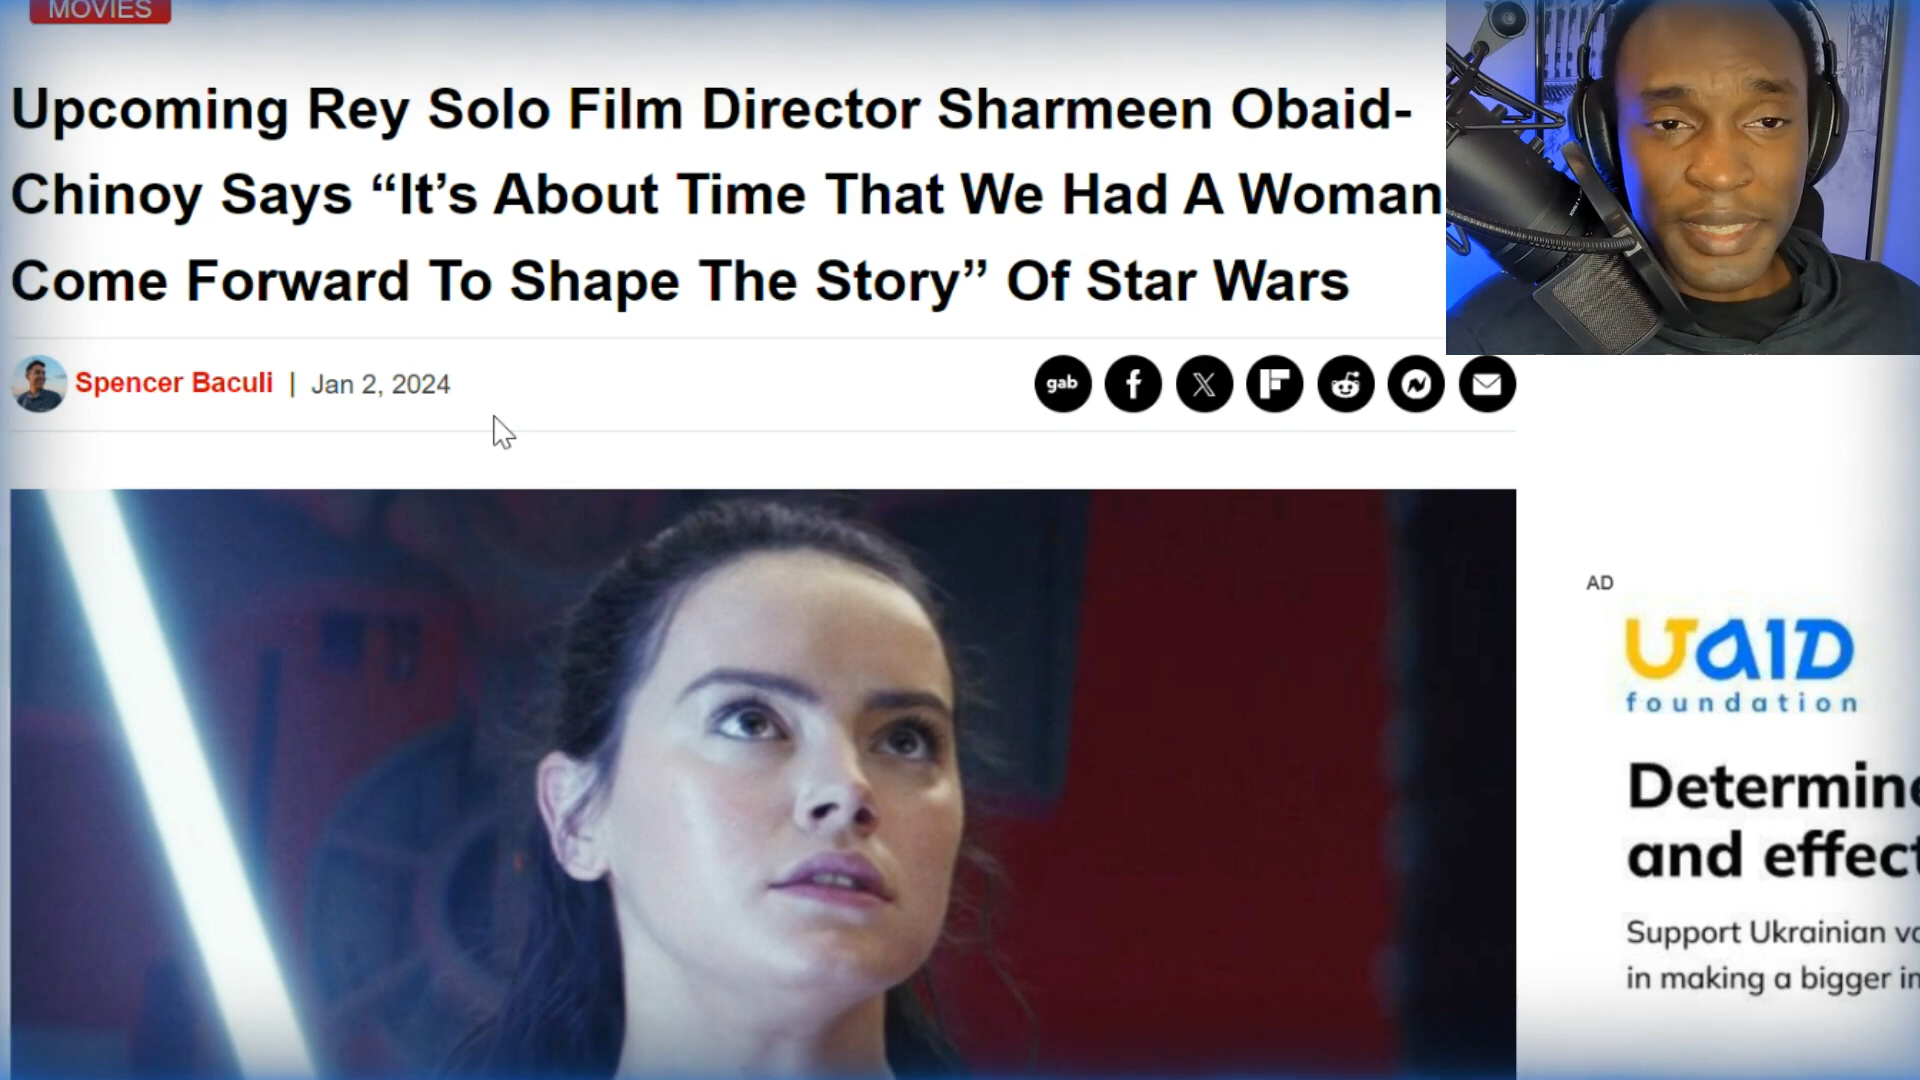 MOVIES
Upcoming Rey Solo Film Director Sharmeen Obaid-
Chinoy Says “It’s About Time That We Had A Woman
Come Forward To Shape The Story” Of Star Wars
Spencer Baculi | Jan 2, 2024
gab
AD
UAID
foundation
Determine
and effect
Support Ukrainian
in making a bigger